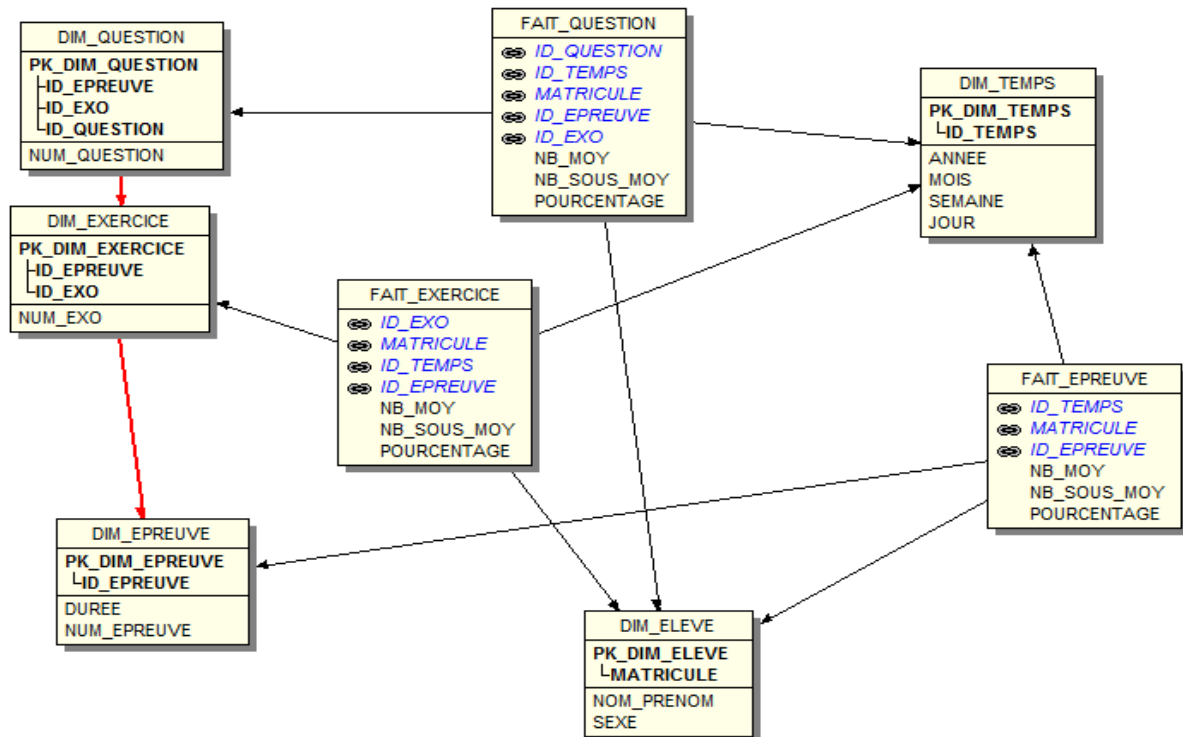 DIM_QUESTION
PK_DIM_QUESTION
ID_EPREUVE
ID_EXO
ID_QUESTION
NUM_QUESTION
FAIT_QUESTION
ID_QUESTION
ID_TEMPS
MATRICULE
ID_EPREUVE
ID_EXO
NB_MOY
NB_SOUS_MOY
POURCENTAGE
DIM_TEMPS
PK_DIM_TEMPS
ID_TEMPS
ANNEE
MOIS
SEMAINE
JOUR
DIM_EXERCICE
PK_DIM_EXERCICE
ID_EPREUVE
ID_EXO
NUM_EXO
FAIT_EXERCICE
ID_EXO
MATRICULE
ID_TEMPS
ID_EPREUVE
NB_MOY
NB_SOUS_MOY
POURCENTAGE
FAIT_EPREUVE
ID_TEMPS
MATRICULE
ID_EPREUVE
NB_MOY
NB_SOUS_MOY
POURCENTAGE
DIM_EPREUVE
PK_DIM_EPREUVE
ID_EPREUVE
DUREE
NUM_EPREUVE
DIM_ELEVE
PK_DIM_ELEVE
MATRICULE
NOM_PRENOM
SEXE